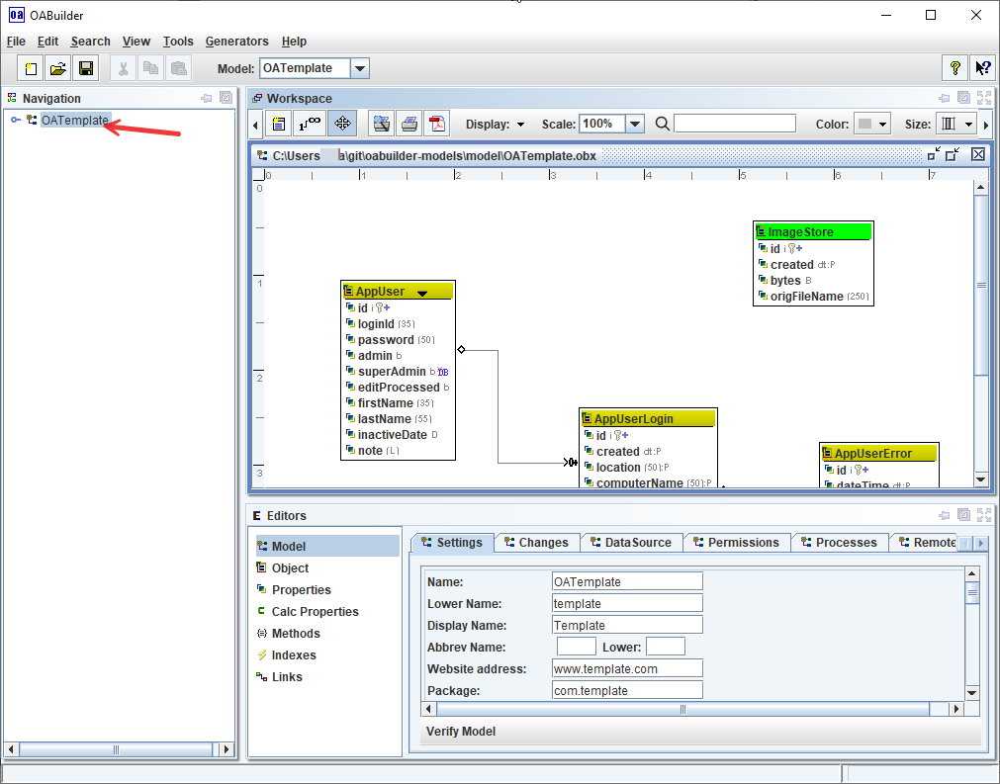 oa OABuilder
File Edit Search View Tools Generators Help
Model: OATemplate
Navigation
OATemplate
Workspace
Display: Scale: 100% Color: Size:
C:\Users a\git\oabuilder-models\model\OATemplate.obx
0 1 2 3 4 5 6 7
0
1
2
3
ImageStore
id i +
created dt:P
bytes B
origFileName (250)
AppUser
id i +
loginId (35)
password (50)
admin b
superAdmin b DB
editProcessed b
firstName (35)
lastName (55)
inactiveDate D
note (L)
AppUserLogin
id i +
created dt:P
location (50):P
computerName (50):P
AppUserError
id i +
dateTime dt:P
E Editors
Model
Object
Properties
C Calc Properties
Methods
Indexes
Links
Settings Changes DataSource Permissions Processes Remote
Name: OATemplate
Lower Name: template
Display Name: Template
Abbrev Name: Lower:
Website address: www.template.com
Package: com.template
Verify Model